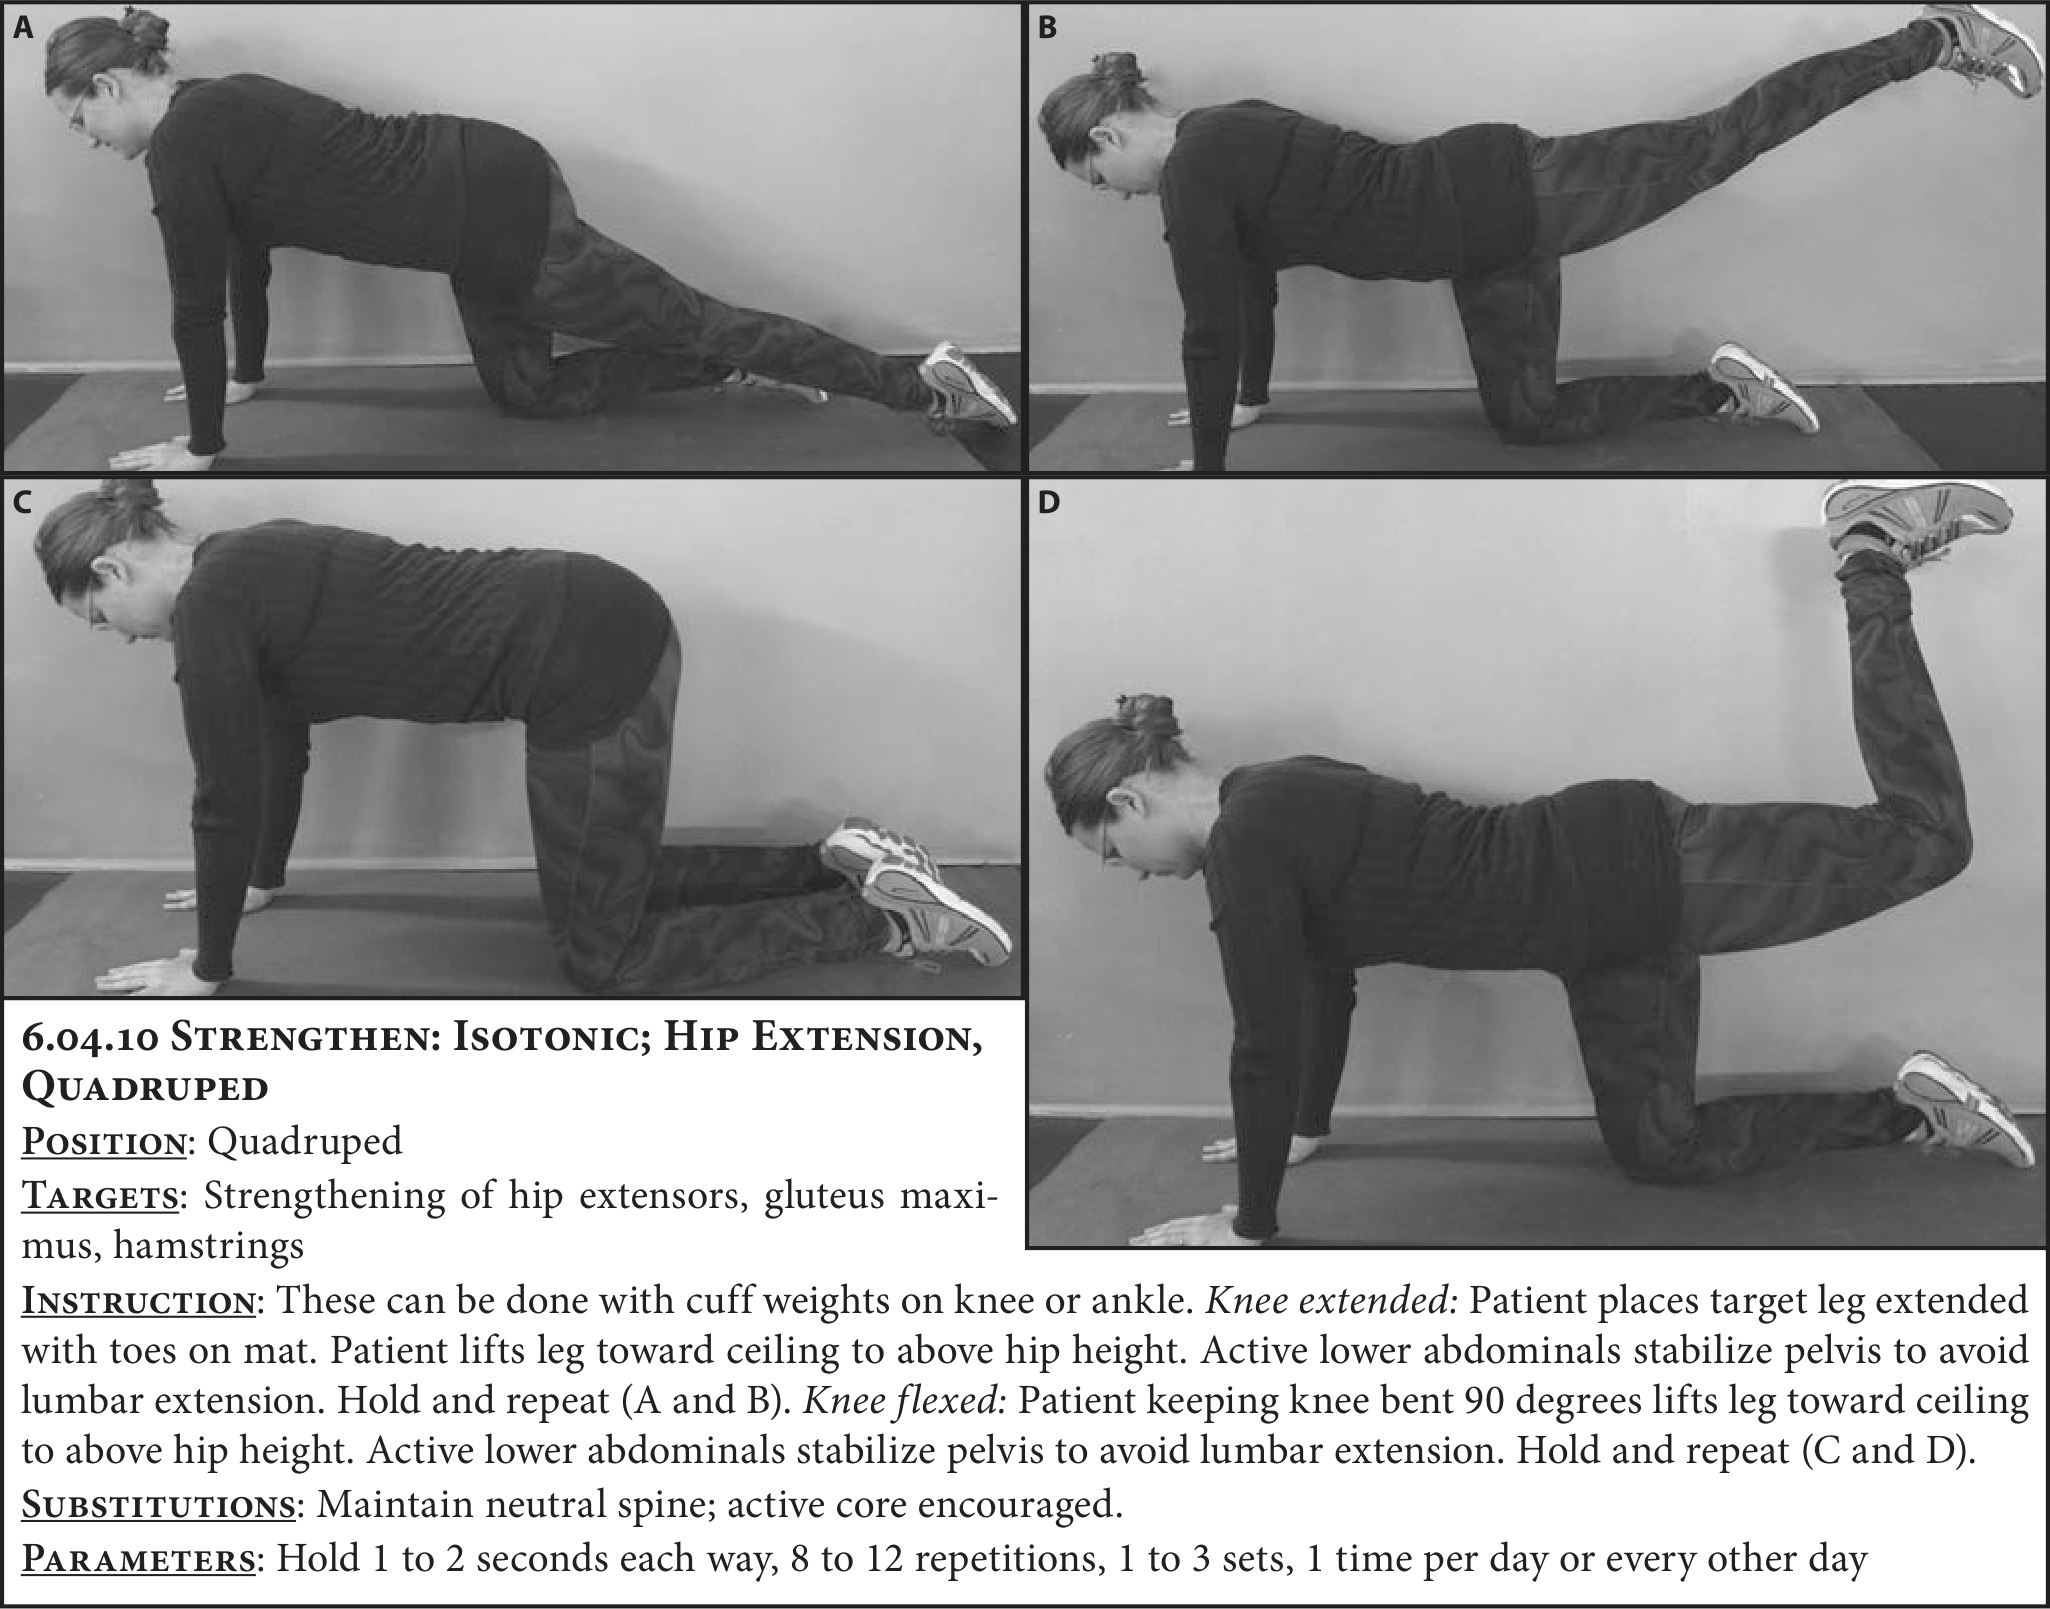 A
B
C
D
6.04.10 Strengthen: Isotonic; Hip Extension,
Quadruped
Position: Quadruped
Targets: Strengthening of hip extensors, gluteus maxi-
mus, hamstrings
Instruction: These can be done with cuff weights on knee or ankle. Knee extended: Patient places target leg extended
with toes on mat. Patient lifts leg toward ceiling to above hip height. Active lower abdominals stabilize pelvis to avoid
lumbar extension. Hold and repeat (A and B). Knee flexed: Patient keeping knee bent 90 degrees lifts leg toward ceiling
to above hip height. Active lower abdominals stabilize pelvis to avoid lumbar extension. Hold and repeat (C and D).
Substitutions: Maintain neutral spine; active core encouraged.
Parameters: Hold 1 to 2 seconds each way, 8 to 12 repetitions, 1 to 3 sets, 1 time per day or every other day